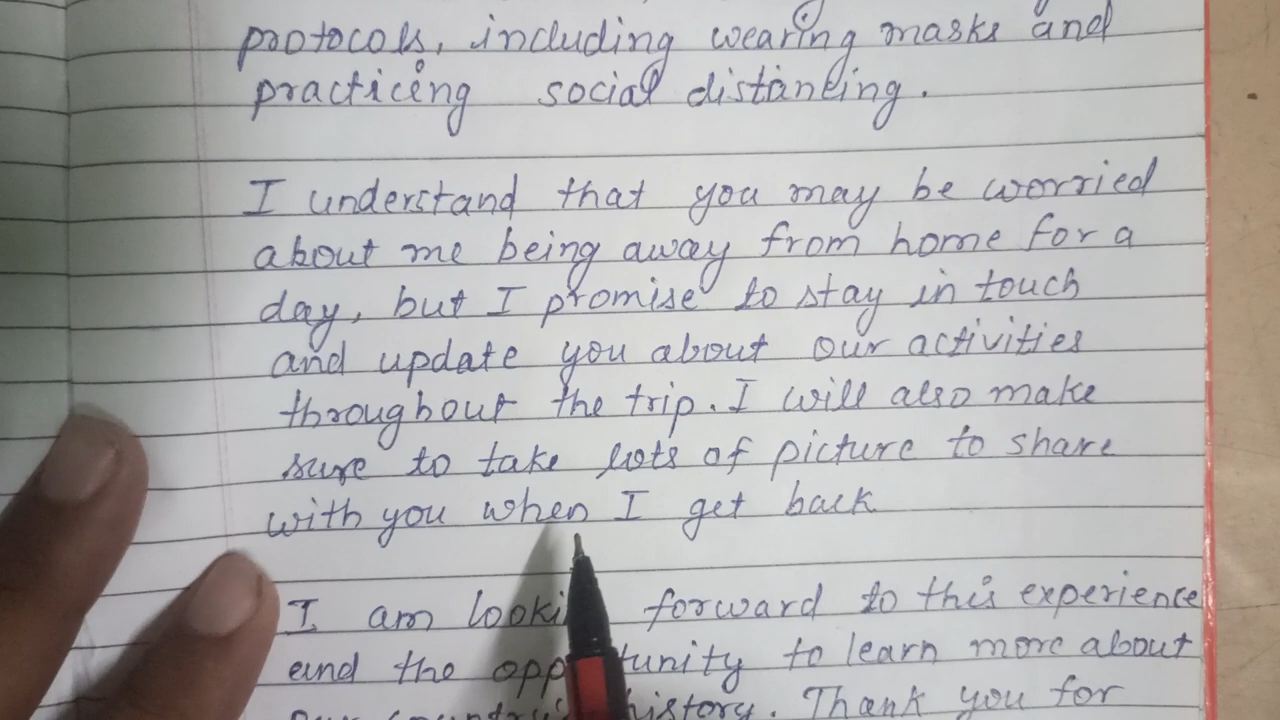 protocols, including wearing masks and
practicing social distancing.
I understand that you may be worried
about me being away from home for a
day, but I promise to stay in touch
and update you about our activities
throughout the trip. I will also make
sure to take lots of picture to share
with you when I get back
I am looki forward to this experience
and the opp tunity to learn more about
our country's history. Thank you for